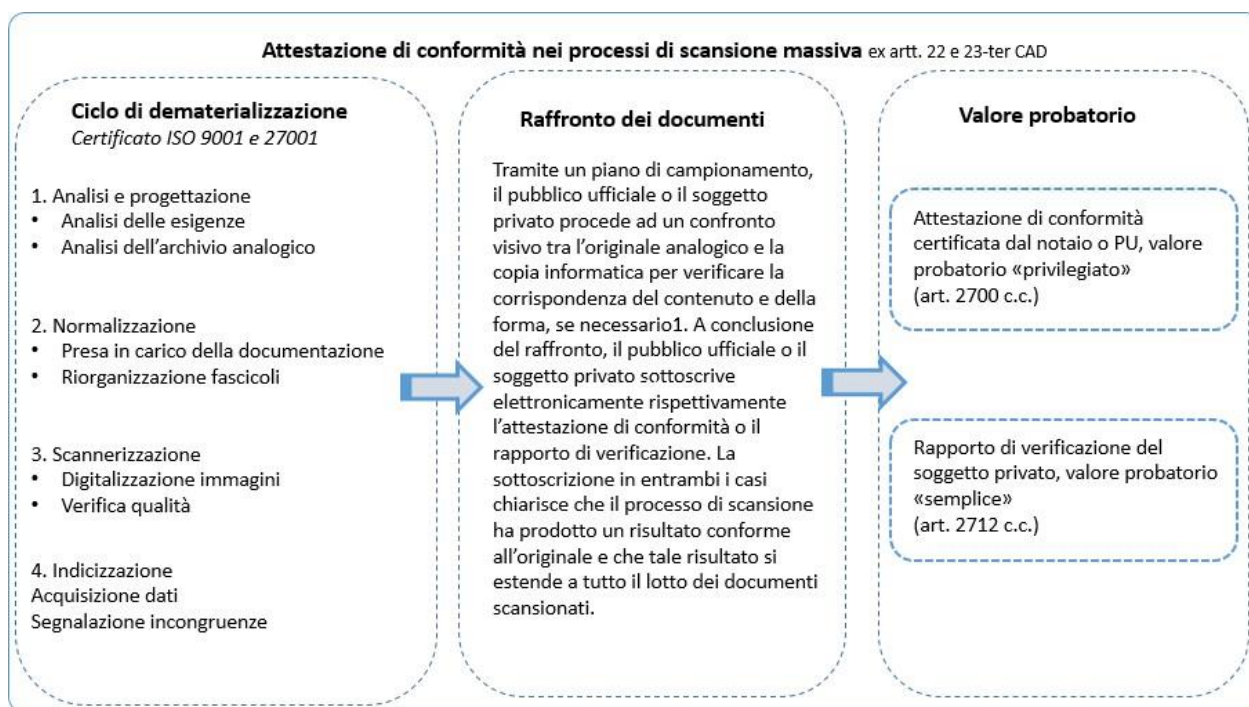 Attestazione di conformità nei processi di scansione massiva ex artt. 22 e 23-ter CAD
Ciclo di dematerializzazione
Certificato ISO 9001 e 27001
1. Analisi e progettazione
• Analisi delle esigenze
• Analisi dell’archivio analogico
2. Normalizzazione
• Presa in carico della documentazione
• Riorganizzazione fascicoli
3. Scannerizzazione
• Digitalizzazione immagini
• Verifica qualità
4. Indicizzazione
Acquisizione dati
Segnalazione incongruenze
Raffronto dei documenti
Tramite un piano di campionamento,
il pubblico ufficiale o il soggetto
privato procede ad un confronto
visivo tra l’originale analogico e la
copia informatica per verificare la
corrispondenza del contenuto e della
forma, se necessario1. A conclusione
del raffronto, il pubblico ufficiale o il
soggetto privato sottoscrive
elettronicamente rispettivamente
l’attestazione di conformità o il
rapporto di verificazione. La
sottoscrizione in entrambi i casi
chiarisce che il processo di scansione
ha prodotto un risultato conforme
all’originale e che tale risultato si
estende a tutto il lotto dei documenti
scansionati.
Valore probatorio
Attestazione di conformità
certificata dal notaio o PU, valore
probatorio «privilegiato»
(art. 2700 c.c.)
Rapporto di verificazione del
soggetto privato, valore probatorio
«semplice»
(art. 2712 c.c.)